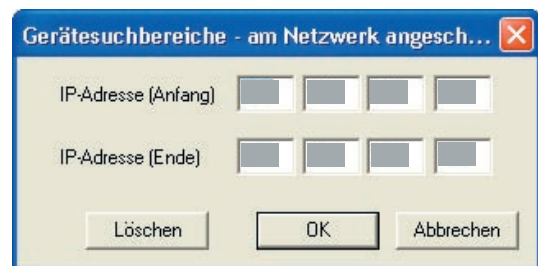 Gerätesuchbereiche - am Netzwerk angesch...
IP-Adresse (Anfang)
IP-Adresse (Ende)
Löschen OK Abbrechen